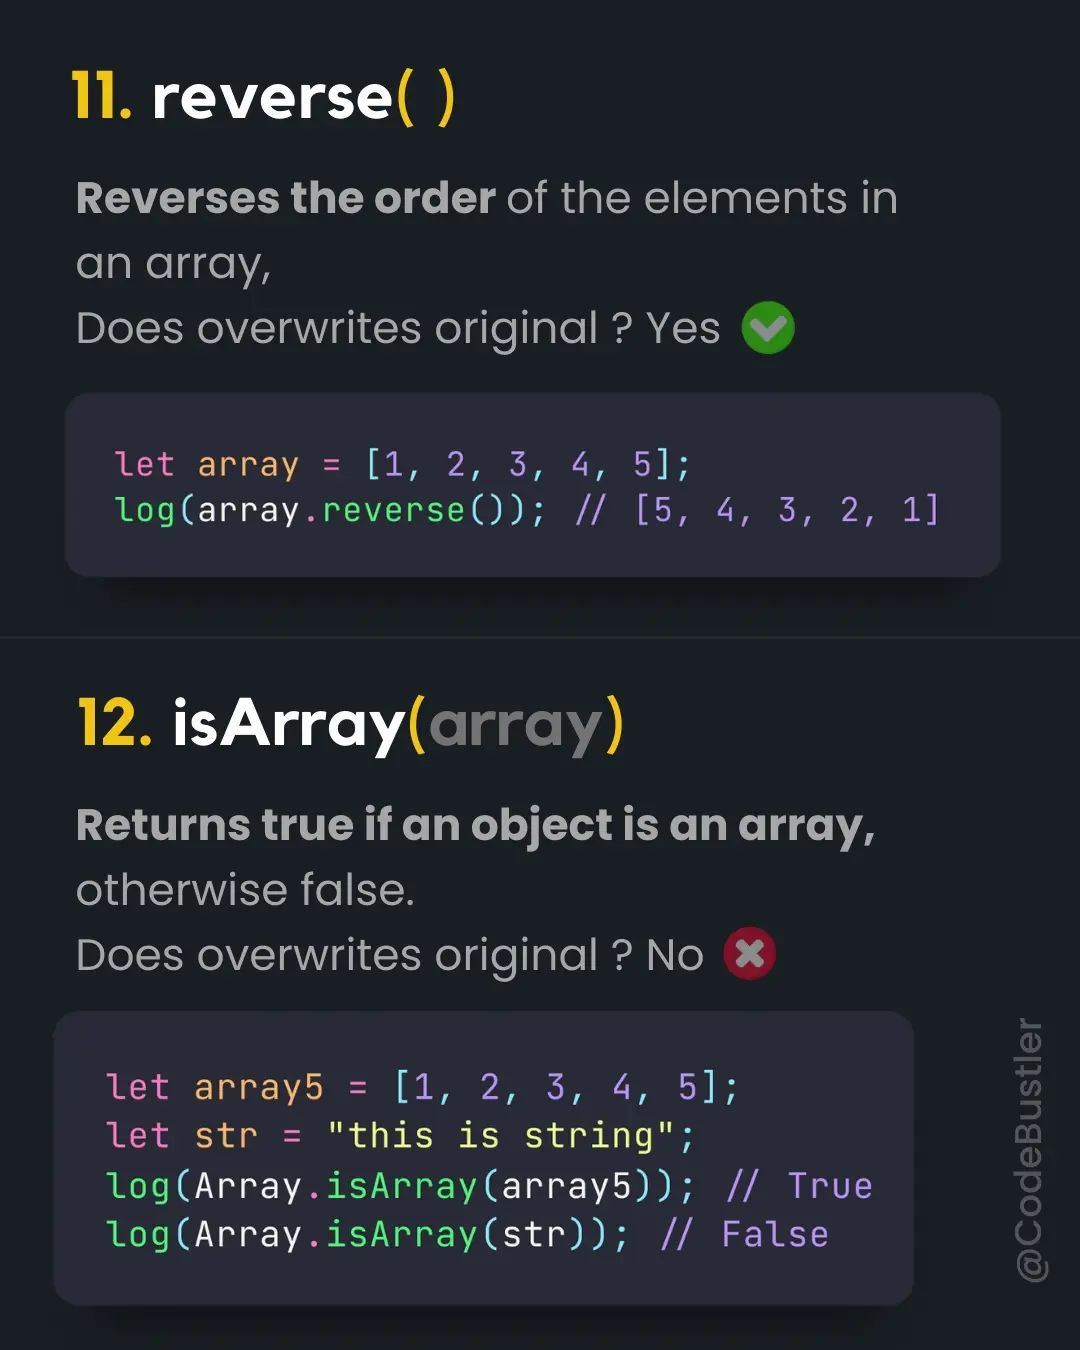 11. reverse( )
Reverses the order of the elements in
an array,
Does overwrites original ? Yes
let array = [1, 2, 3, 4, 5];
log(array.reverse()); // [5, 4, 3, 2, 1]
12. isArray(array)
Returns true if an object is an array,
otherwise false.
Does overwrites original ? No
let array5 = [1, 2, 3, 4, 5];
let str = "this is string";
log(Array.isArray(array5)); // True
log(Array.isArray(str)); // False
@CodeBustler